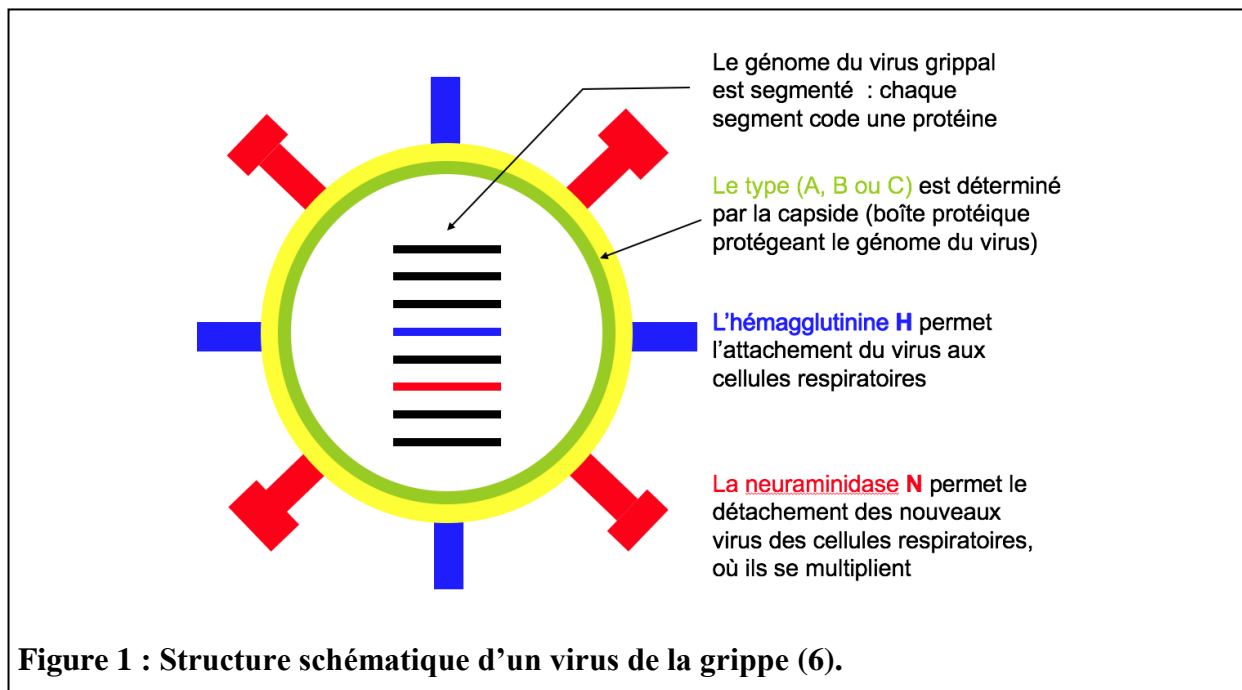 Le génome du virus grippal
est segmenté : chaque
segment code une protéine
Le type (A, B ou C) est déterminé
par la capside (boîte protéique
protégeant le génome du virus)
L'hémagglutinine H permet
l'attachement du virus aux
cellules respiratoires
La neuraminidase N permet le
détachement des nouveaux
virus des cellules respiratoires,
où ils se multiplient
Figure 1 : Structure schématique d'un virus de la grippe (6).